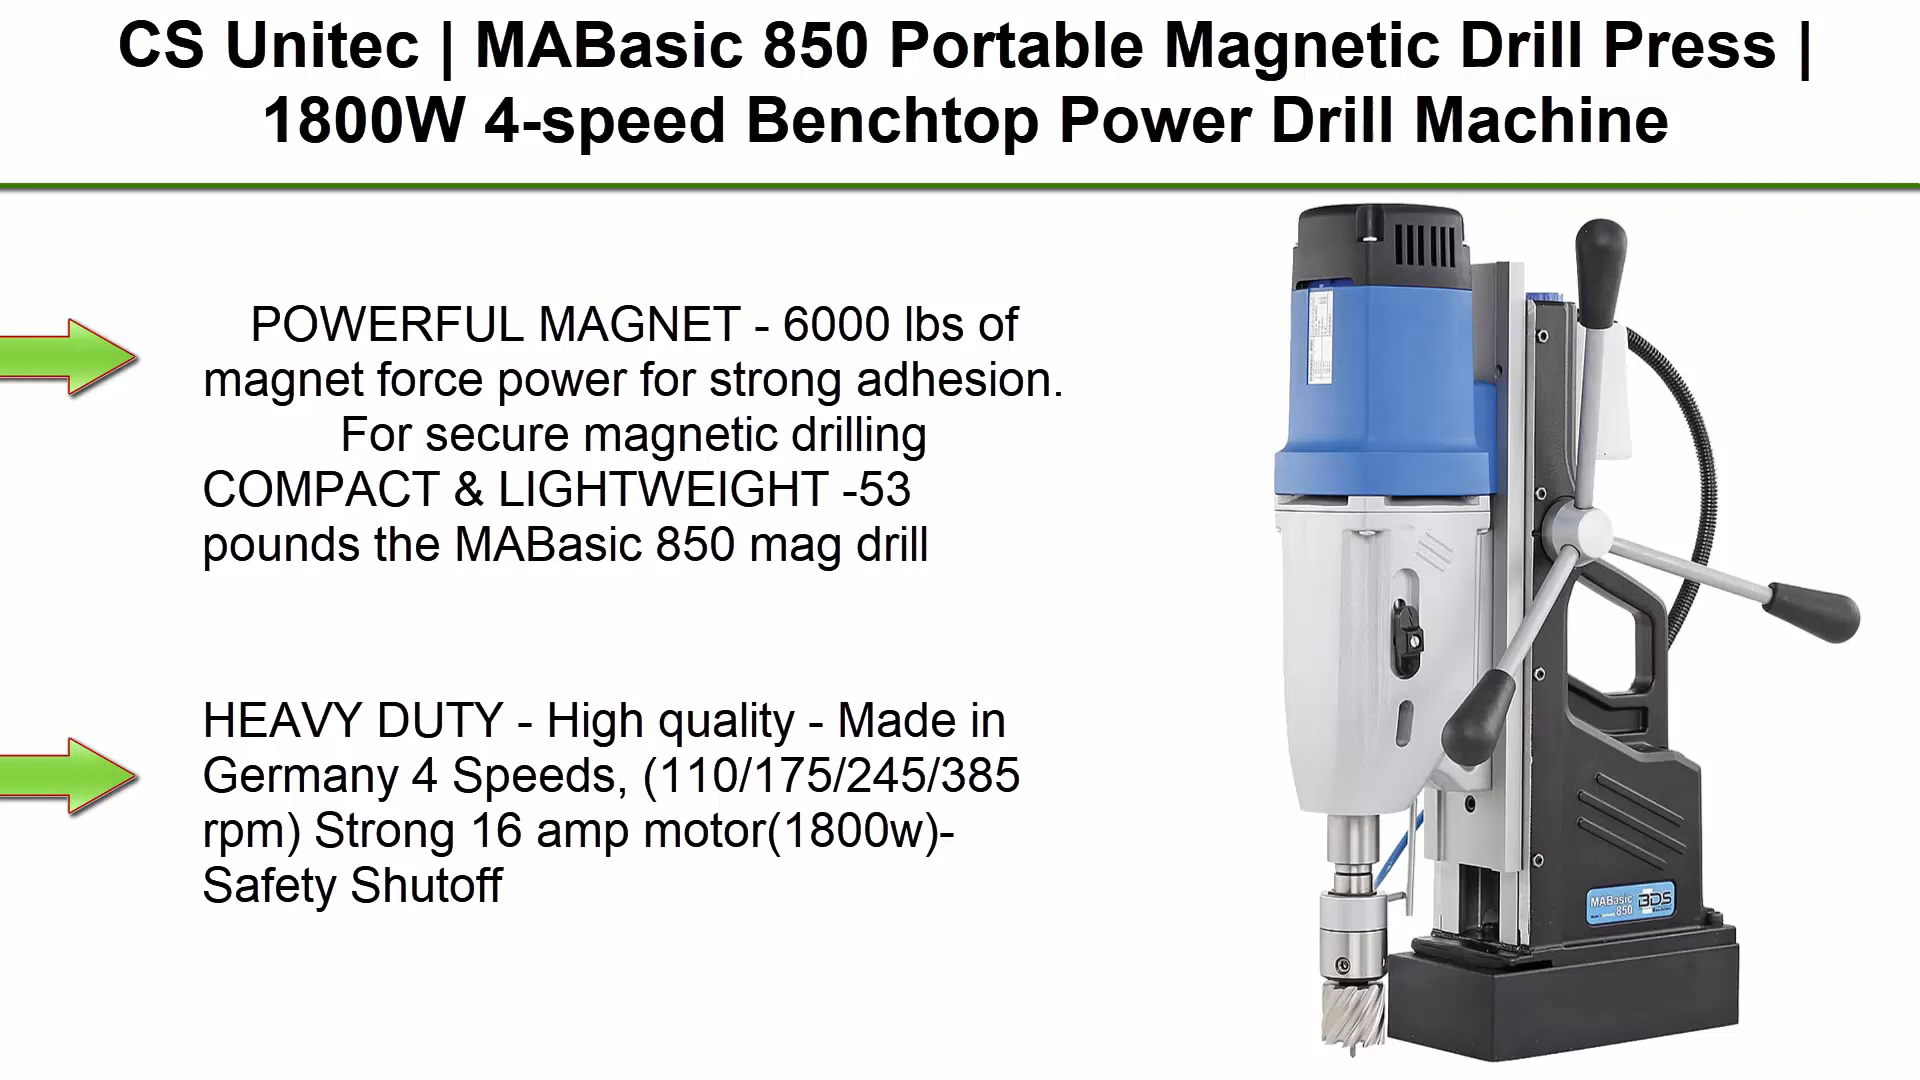 CS Unitec | MABasic 850 Portable Magnetic Drill Press |
1800W 4-speed Benchtop Power Drill Machine
POWERFUL MAGNET - 6000 lbs of
magnet force power for strong adhesion.
For secure magnetic drilling
COMPACT & LIGHTWEIGHT -53
pounds the MABasic 850 mag drill
HEAVY DUTY - High quality - Made in
Germany 4 Speeds, (110/175/245/385
rpm) Strong 16 amp motor(1800w)-
Safety Shutoff
MABasic
850
BDS